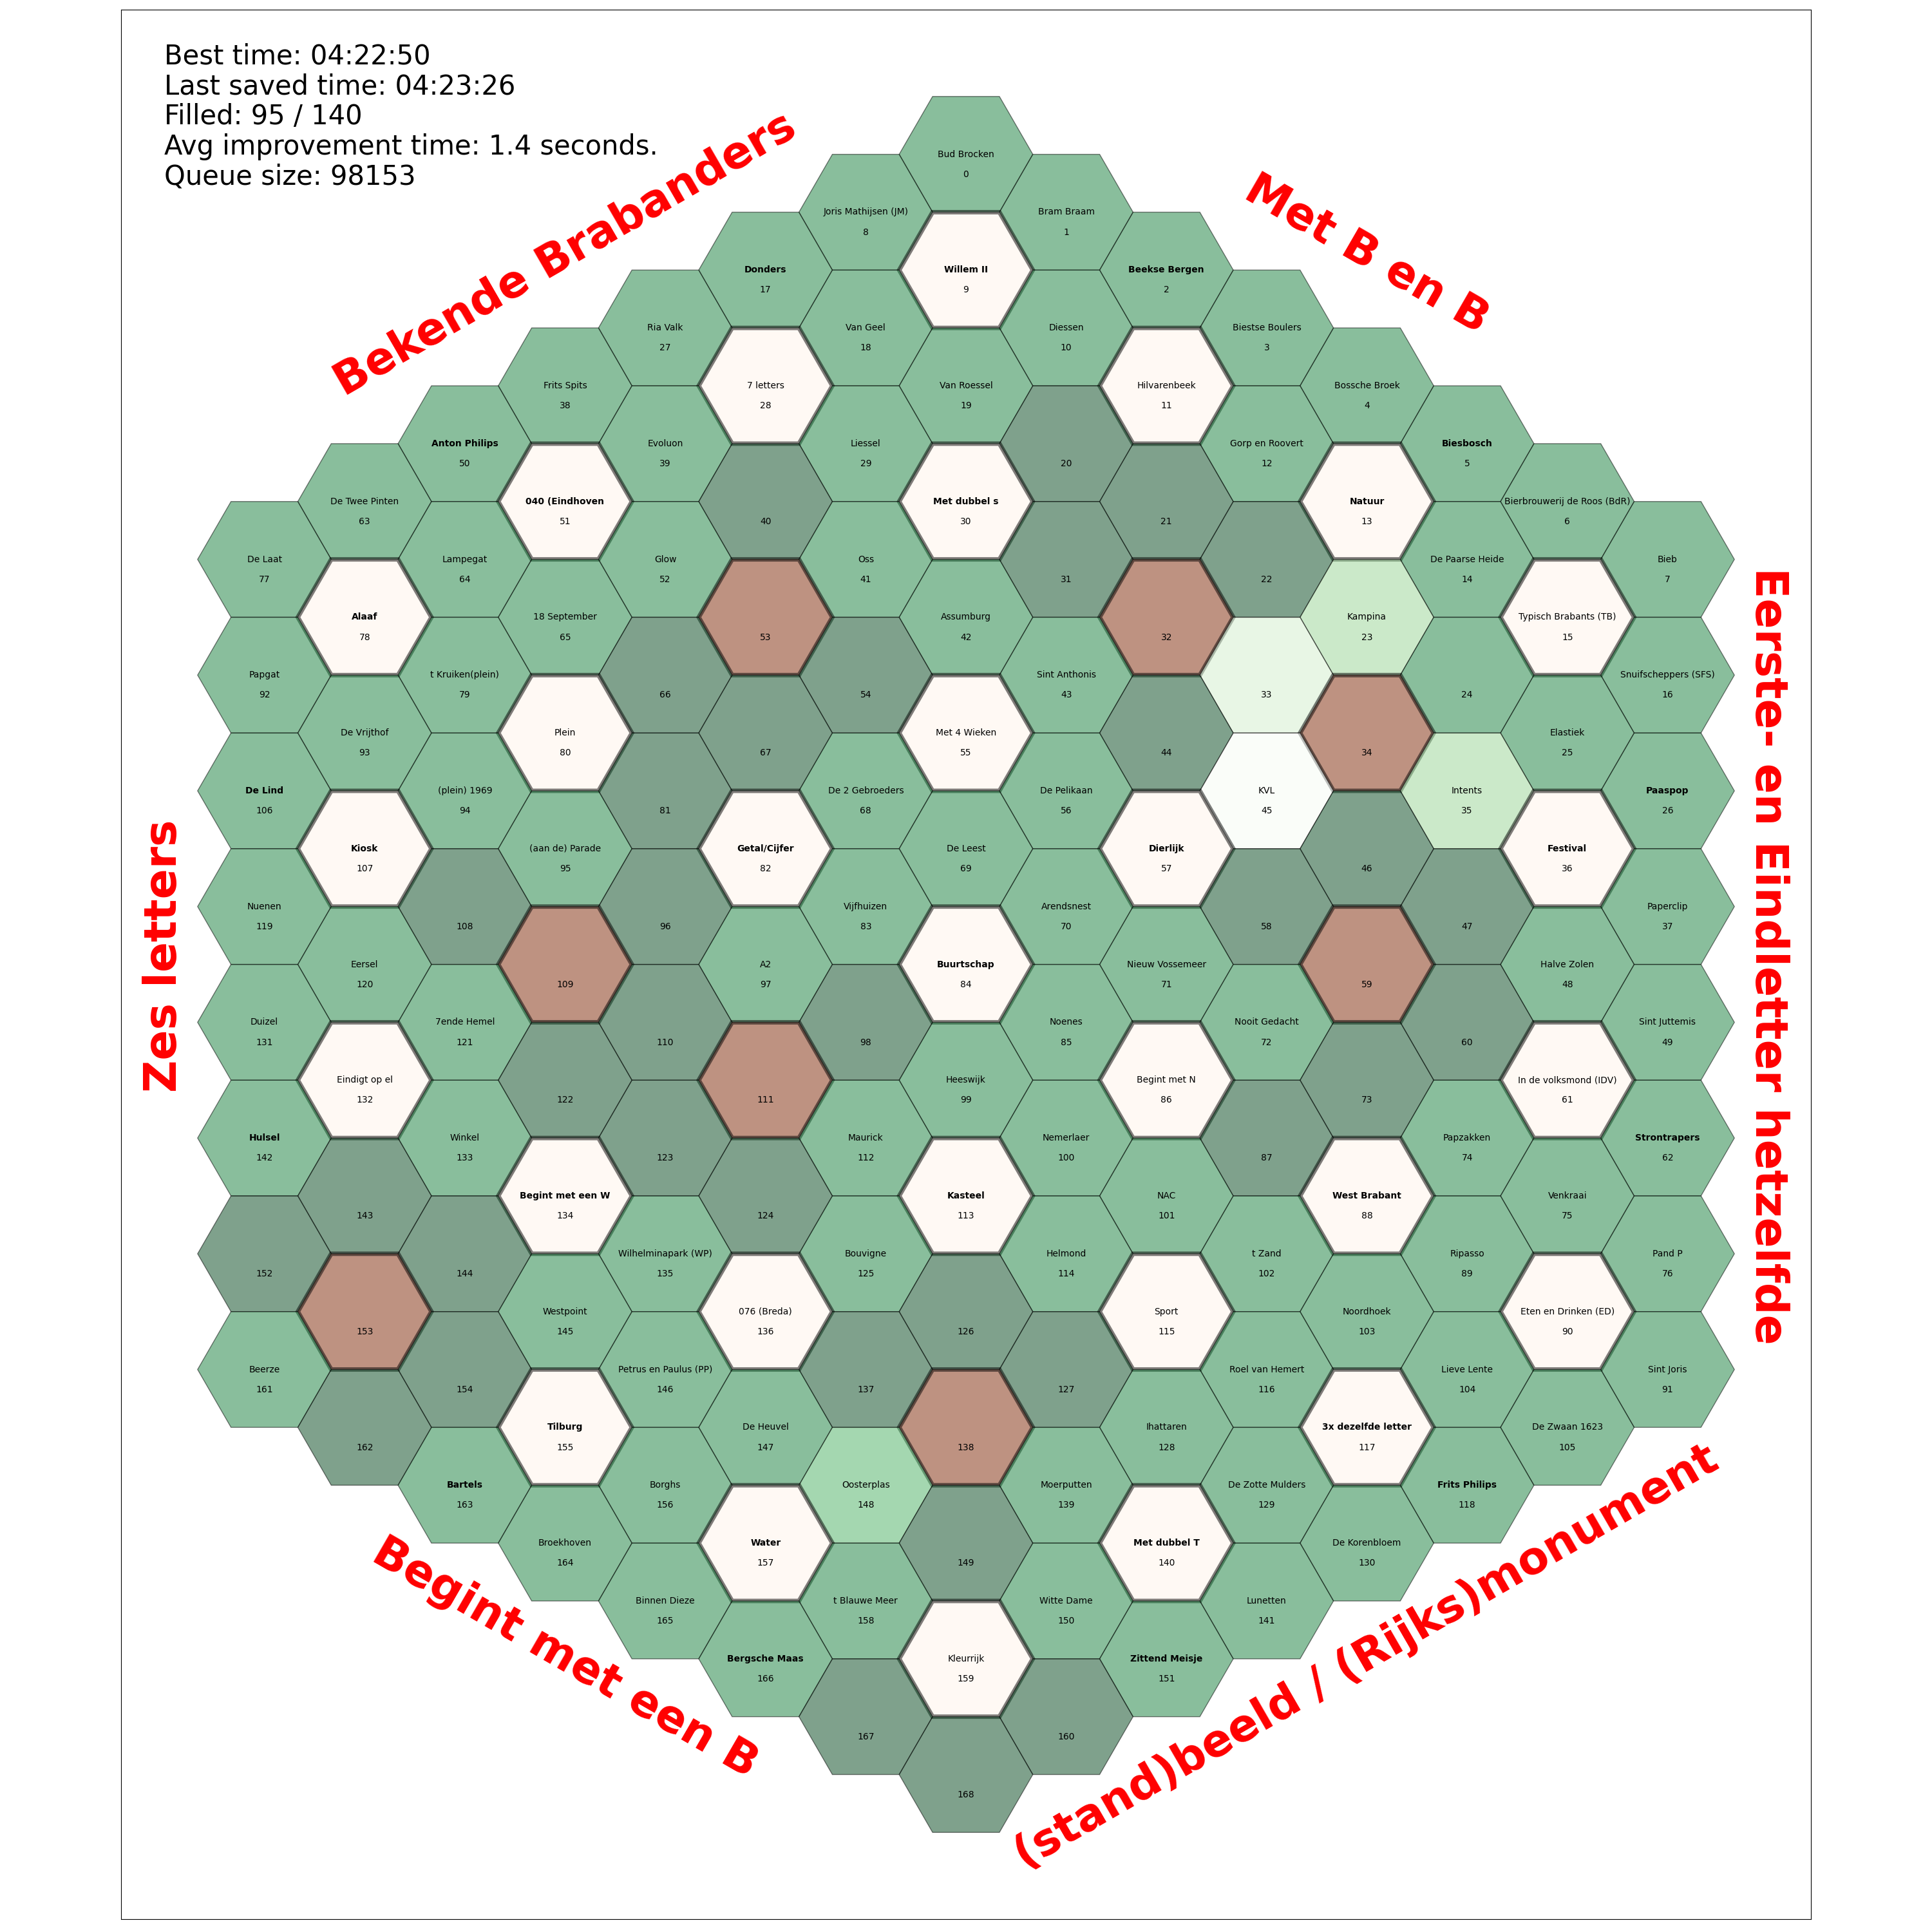 Best time: 04:22:50
Last saved time: 04:23:26
Filled: 95 / 140
Avg improvement time: 1.4 seconds.
Queue size: 98153
Bekende Brabanders
Met B en B
Eerste- en Eindletter hetzelfde
(stand)beeld / (Rijks)monument
Begint met een B
Zes letters
Bud Brocken
0
Joris Mathijsen (JM)
8
Bram Braam
1
Donders
17
Willem II
9
Beekse Bergen
2
Ria Valk
27
Van Geel
18
Diessen
10
Biestse Boulers
3
Frits Spits
38
7 letters
28
Van Roessel
19
Hilvarenbeek
11
Bossche Broek
4
Anton Philips
50
Evoluon
39
Liessel
29
20
Gorp en Roovert
12
Biesbosch
5
De Twee Pinten
63
040 (Eindhoven
51
40
Met dubbel s
30
21
Natuur
13
Bierbrouwerij de Roos (BdR)
6
De Laat
77
Lampegat
64
Glow
52
Oss
41
31
22
De Paarse Heide
14
Bieb
7
Alaaf
78
18 September
65
53
Assumburg
42
32
Kampina
23
Typisch Brabants (TB)
15
Papgat
92
t Kruiken(plein)
79
66
54
Sint Anthonis
43
33
24
Snuifscheppers (SFS)
16
De Vrijthof
93
Plein
80
67
Met 4 Wieken
55
44
34
Elastiek
25
De Lind
106
(plein) 1969
94
81
De 2 Gebroeders
68
De Pelikaan
56
KVL
45
Intents
35
Paaspop
26
Kiosk
107
(aan de) Parade
95
Getal/Cijfer
82
De Leest
69
Dierlijk
57
46
Festival
36
Nuenen
119
108
96
Vijfhuizen
83
Arendsnest
70
58
47
Paperclip
37
Eersel
120
109
A2
97
Buurtschap
84
Nieuw Vossemeer
71
59
Halve Zolen
48
Duizel
131
7ende Hemel
121
110
98
Noenes
85
Nooit Gedacht
72
60
Sint Juttemis
49
Eindigt op el
132
122
111
Heeswijk
99
Begint met N
86
73
In de volksmond (IDV)
61
Hulsel
142
Winkel
133
123
Maurick
112
Nemerlaer
100
87
Papzakken
74
Strontrapers
62
143
Begint met een W
134
124
Kasteel
113
NAC
101
West Brabant
88
Venkraai
75
152
144
Wilhelminapark (WP)
135
Bouvigne
125
Helmond
114
t Zand
102
Ripasso
89
Pand P
76
153
Westpoint
145
076 (Breda)
136
126
Sport
115
Noordhoek
103
Eten en Drinken (ED)
90
Beerze
161
154
Petrus en Paulus (PP)
146
137
127
Roel van Hemert
116
Lieve Lente
104
Sint Joris
91
162
Tilburg
155
De Heuvel
147
138
Ihattaren
128
3x dezelfde letter
117
De Zwaan 1623
105
Bartels
163
Borghs
156
Oosterplas
148
Moerputten
139
De Zotte Mulders
129
Frits Philips
118
Broekhoven
164
Water
157
149
Met dubbel T
140
De Korenbloem
130
Binnen Dieze
165
t Blauwe Meer
158
Witte Dame
150
Lunetten
141
Bergsche Maas
166
Kleurrijk
159
Zittend Meisje
151
167
160
168